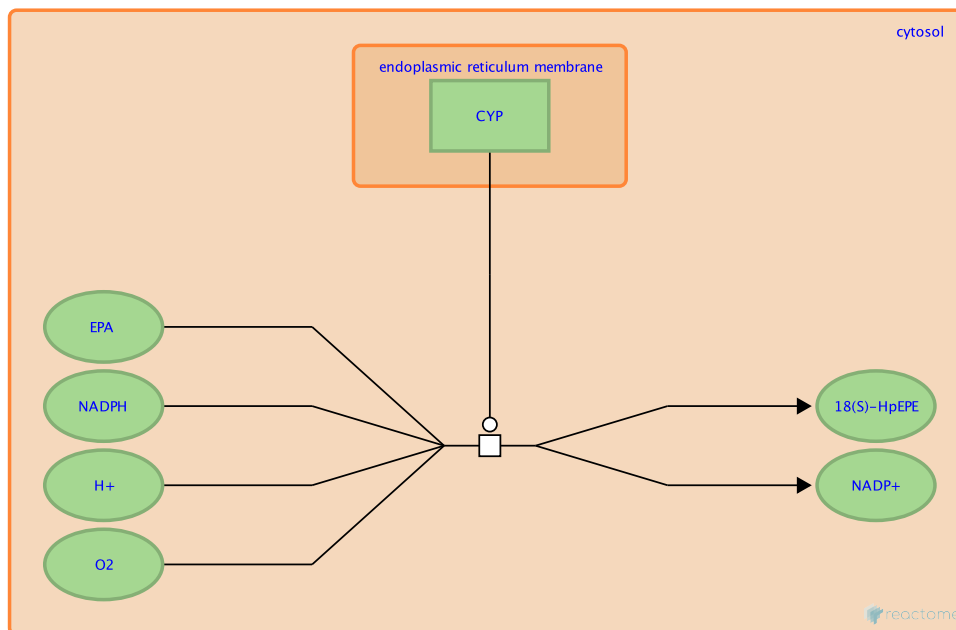 cytosol
endoplasmic reticulum membrane
CYP
EPA
NADPH
18(S)-HpEPE
H+
NADP+
O2
reactome